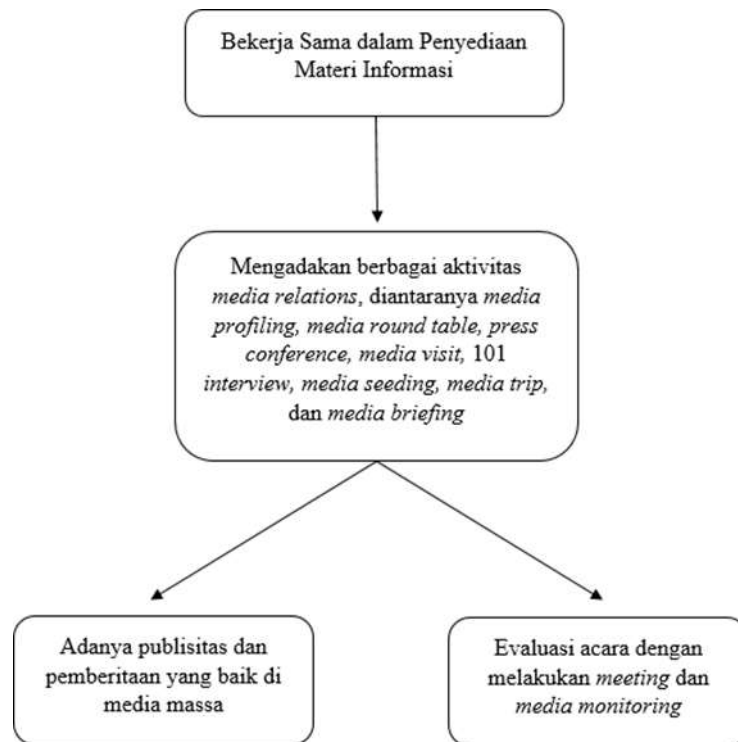 Bekerja Sama dalam Penyediaan
Materi Informasi
Mengadakan berbagai aktivitas
media relations, diantaranya media
profiling, media round table, press
conference, media visit, 101
interview, media seeding, media trip,
dan media briefing
Adanya publisitas dan
pemberitaan yang baik di
media massa
Evaluasi acara dengan
melakukan meeting dan
media monitoring